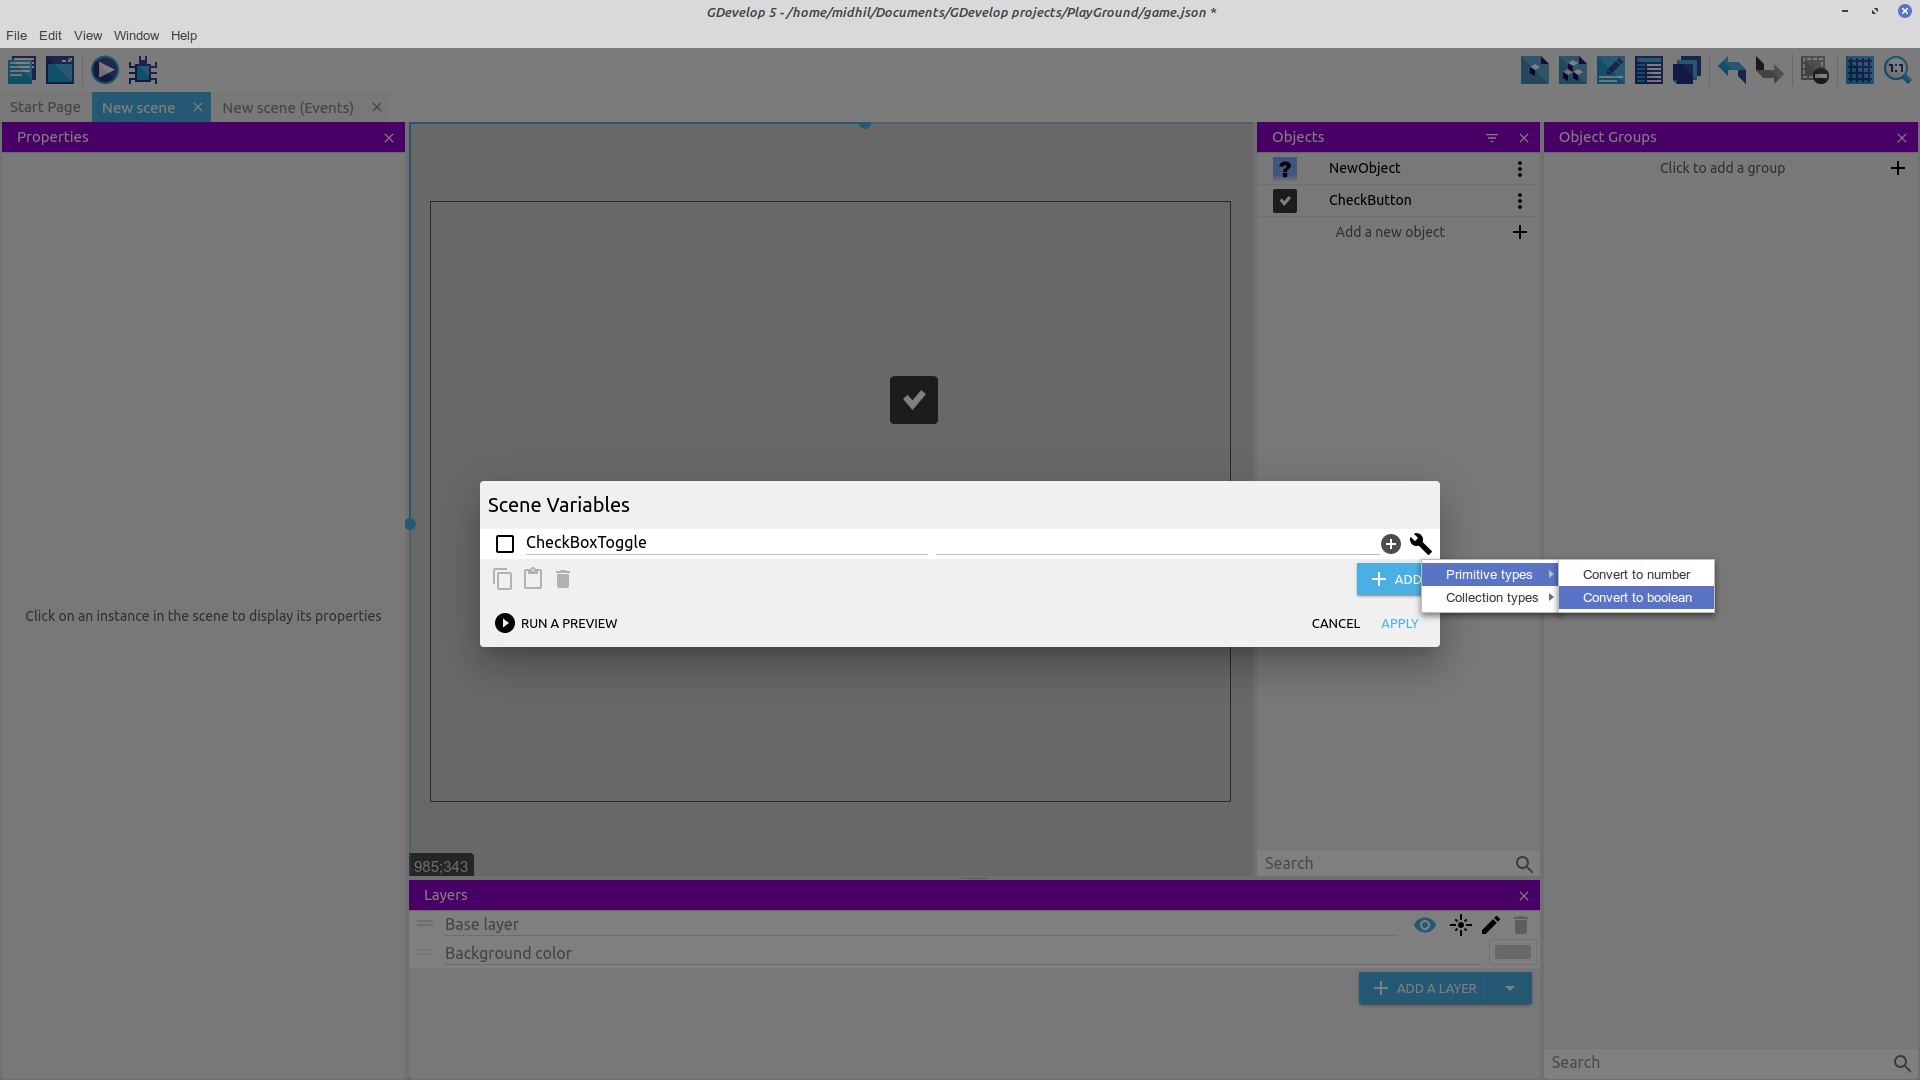 GDevelop 5 - /home/midhil/Documents/GDevelop projects/PlayGround/game.json *
File Edit View Window Help
1:1
Start Page New scene New scene (Events)
Properties
Click on an instance in the scene to display its properties
985;343
Objects
NewObject
CheckButton
Add a new object
Search
Object Groups
Click to add a group
Search
Scene Variables
CheckBoxToggle
ADD
RUN A PREVIEW
CANCEL APPLY
Primitive types
Collection types
Convert to number
Convert to boolean
Layers
Base layer
Background color
ADD A LAYER